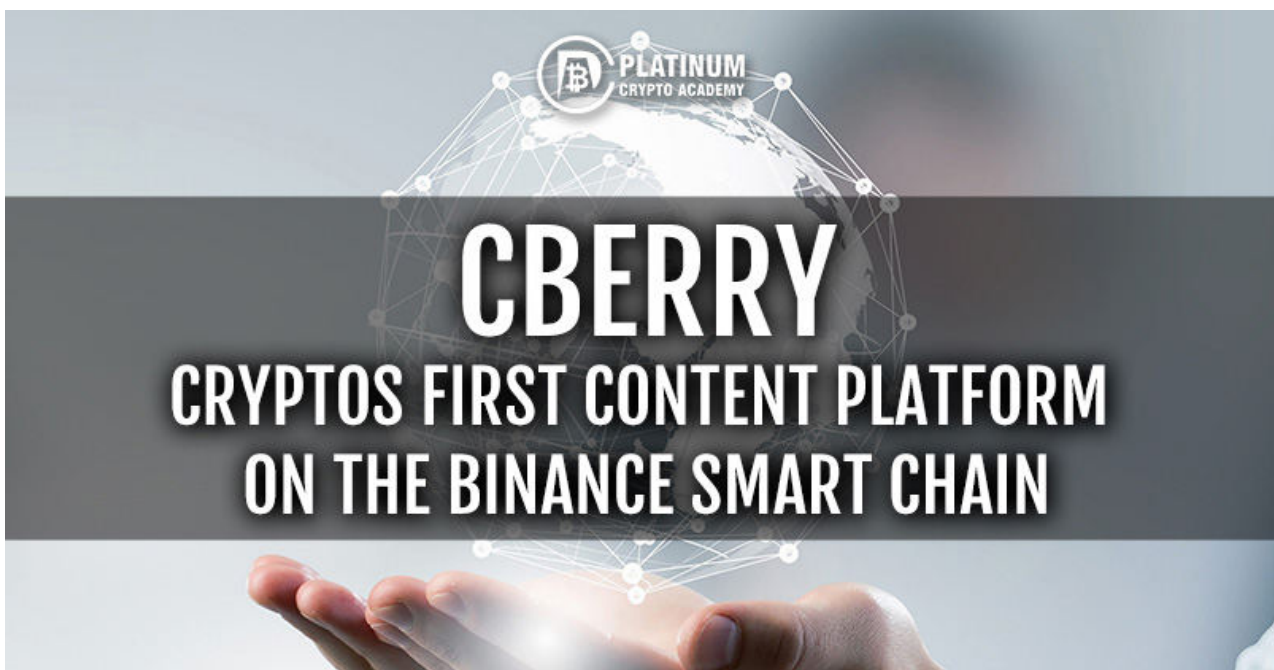 PLATINUM
CRYPTO ACADEMY
CBERRY
CRYPTOS FIRST CONTENT PLATFORM
ON THE BINANCE SMART CHAIN